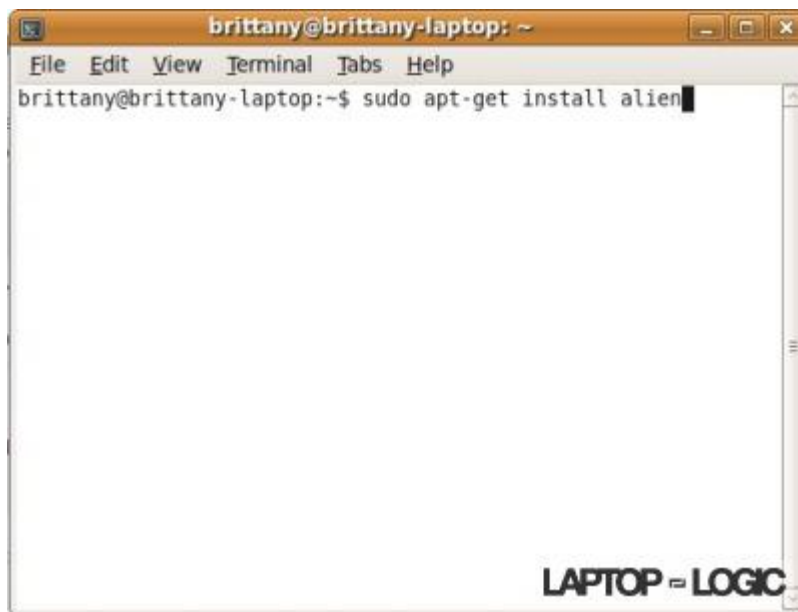 brittany@brittany-laptop: ~
File Edit View Terminal Tabs Help
brittany@brittany-laptop:~$ sudo apt-get install alien
LAPTOP - LOGIC